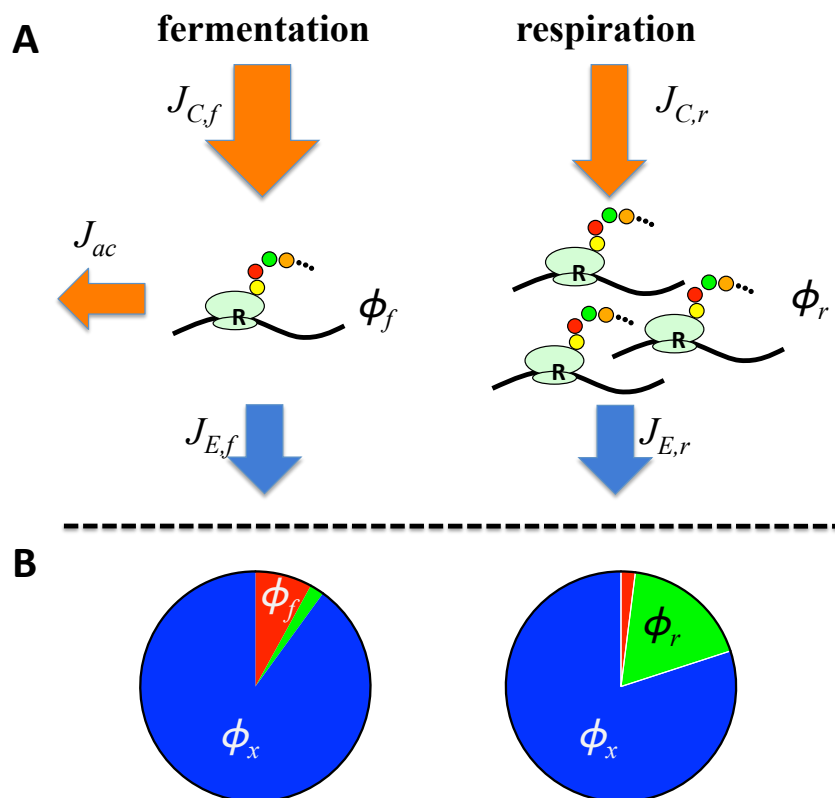 A
fermentation
respiration
J_{C,f}
J_{C,r}
J_{ac}
R
ϕ_f
R
R
R
ϕ_r
J_{E,f}
J_{E,r}
B
ϕ_f
ϕ_x
ϕ_r
ϕ_x